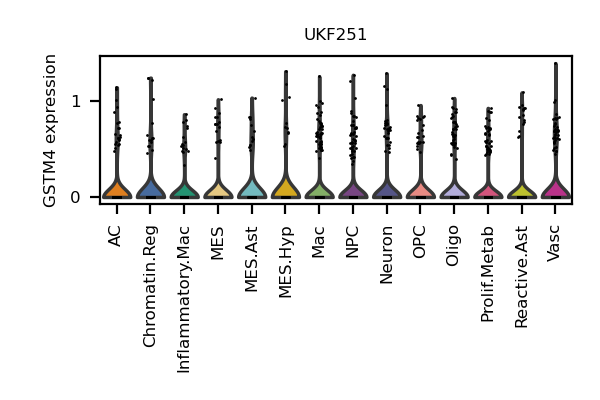 UKF251
GSTM4 expression
1
0
AC
Chromatin.Reg
Inflammatory.Mac
MES
MES.Ast
MES.Hyp
Mac
NPC
Neuron
OPC
Oligo
Prolif.Metab
Reactive.Ast
Vasc